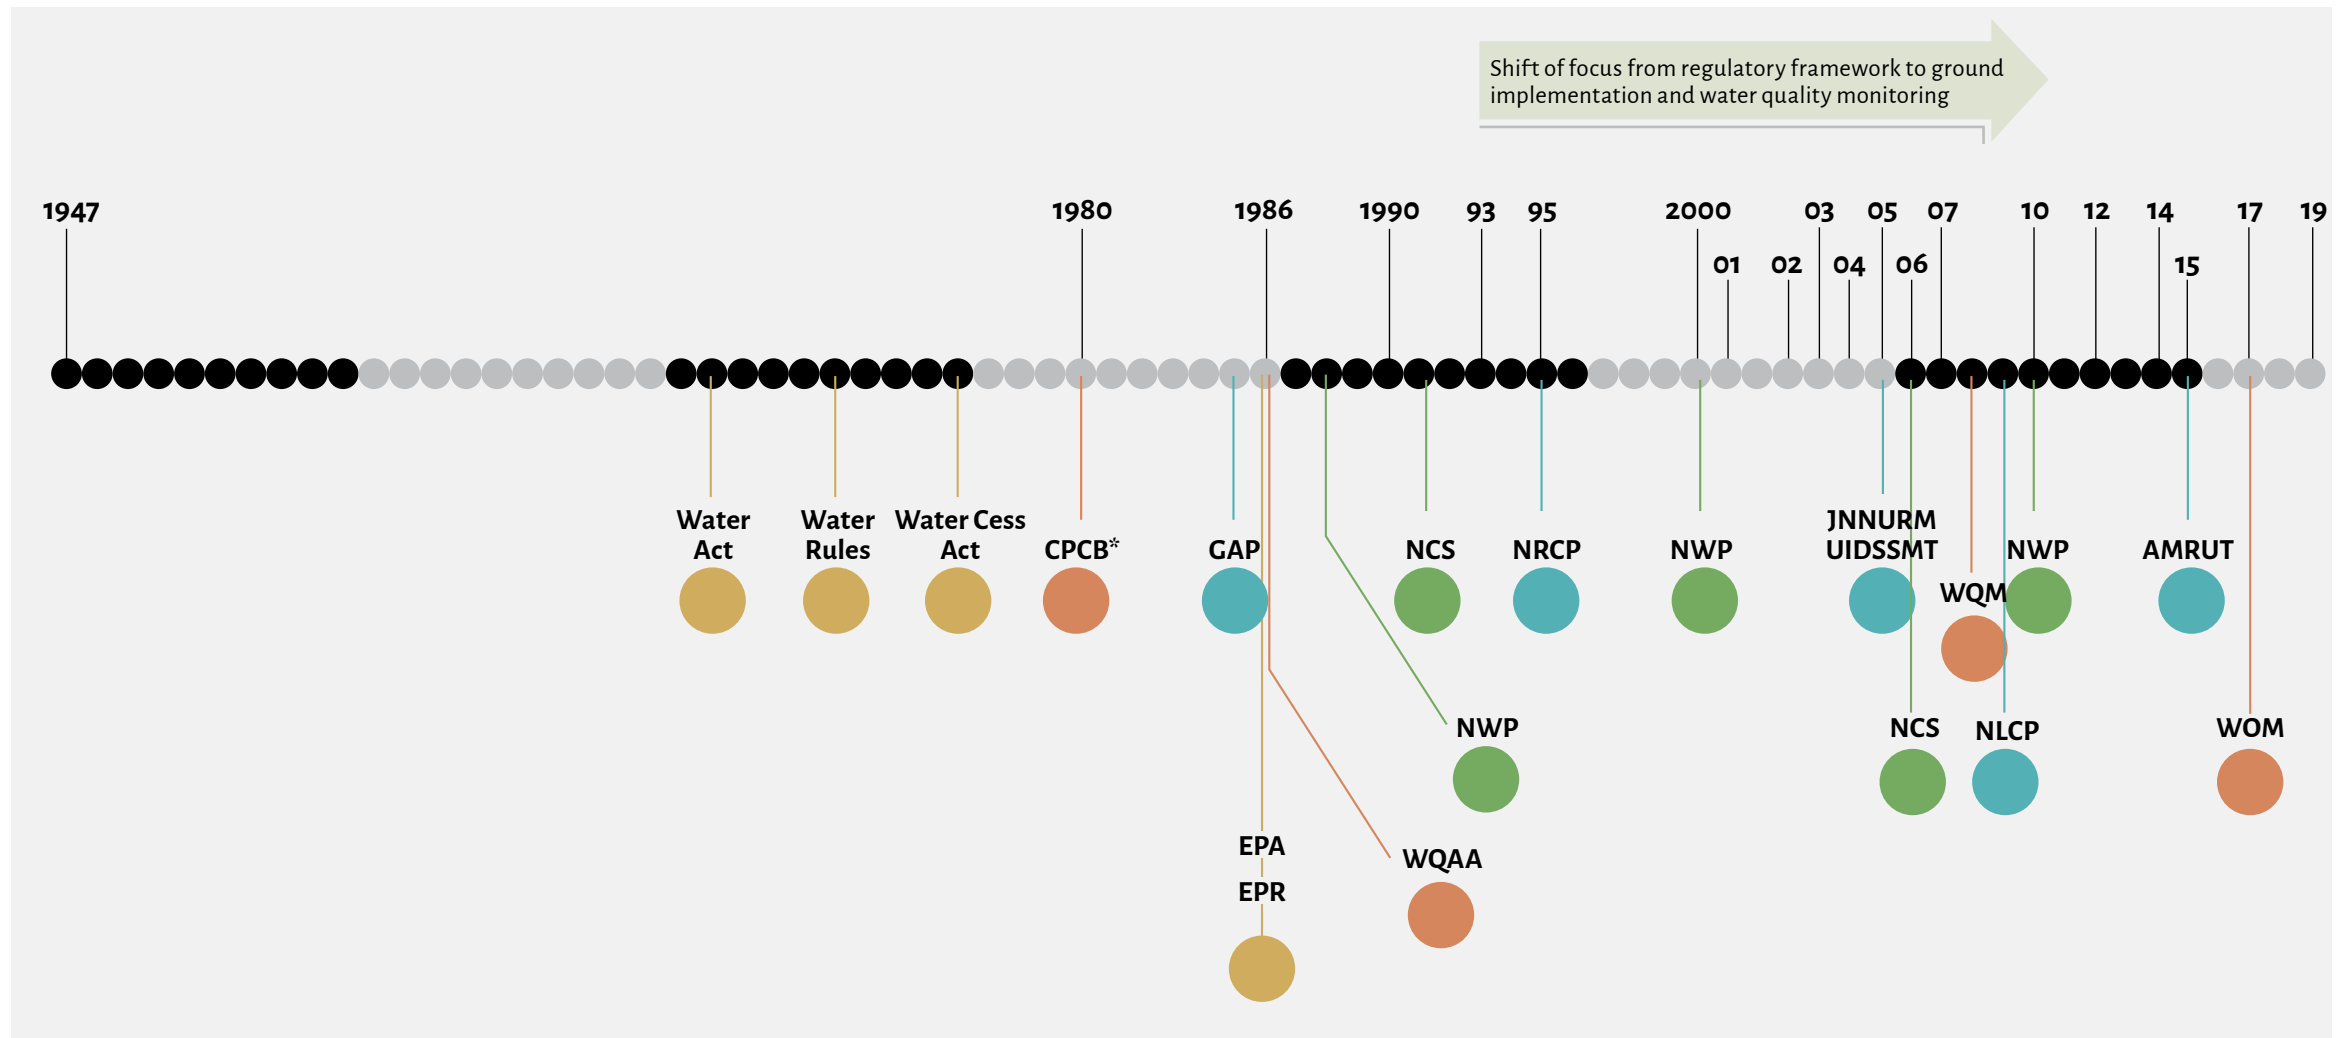 Shift of focus from regulatory framework to ground
implementation and water quality monitoring
1947
1980
1986
1990
93
95
2000
03
05
07
10
12
14
17
19
01
02
04
06
15
Water
Act
Water
Rules
Water Cess
Act
CPCB*
GAP
NCS
NRCP
NWP
JNNURM
UIDSSMT
NWP
AMRUT
WQM
NWP
NCS
NLCP
WOM
EPA
WQAA
EPR